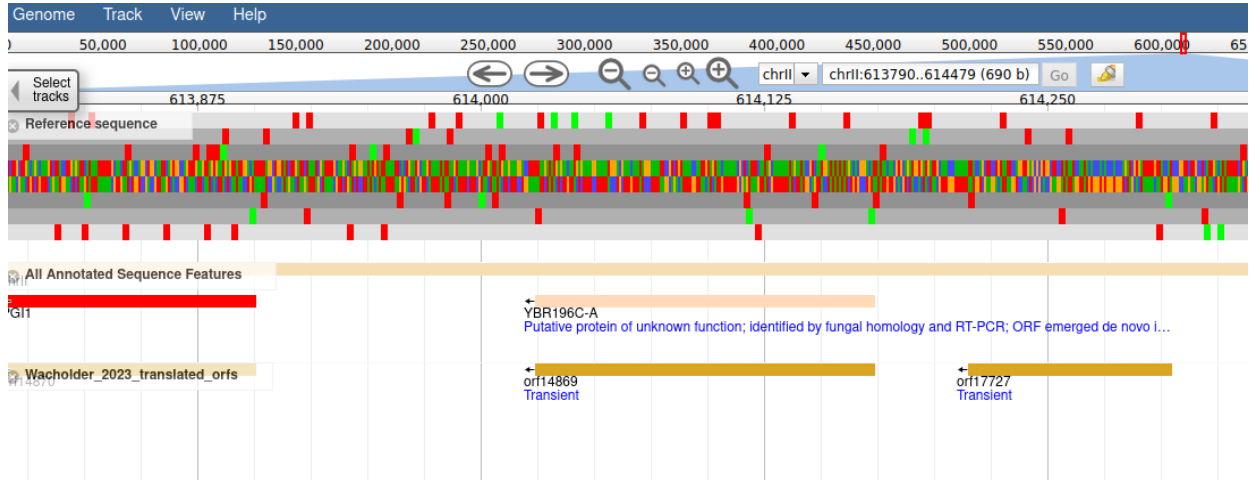 Genome Track View Help
50,000 100,000 150,000 200,000 250,000 300,000 350,000 400,000 450,000 500,000 550,000 600,000 65
Select
tracks
chrII chrII:613790..614479 (690 b) Go
613,875 614,000 614,125 614,250
Reference sequence
All Annotated Sequence Features
GI1
YBR196C-A
Putative protein of unknown function; identified by fungal homology and RT-PCR; ORF emerged de novo i...
Wacholder_2023_translated_orfs
orf14869 orf17727
Transient Transient